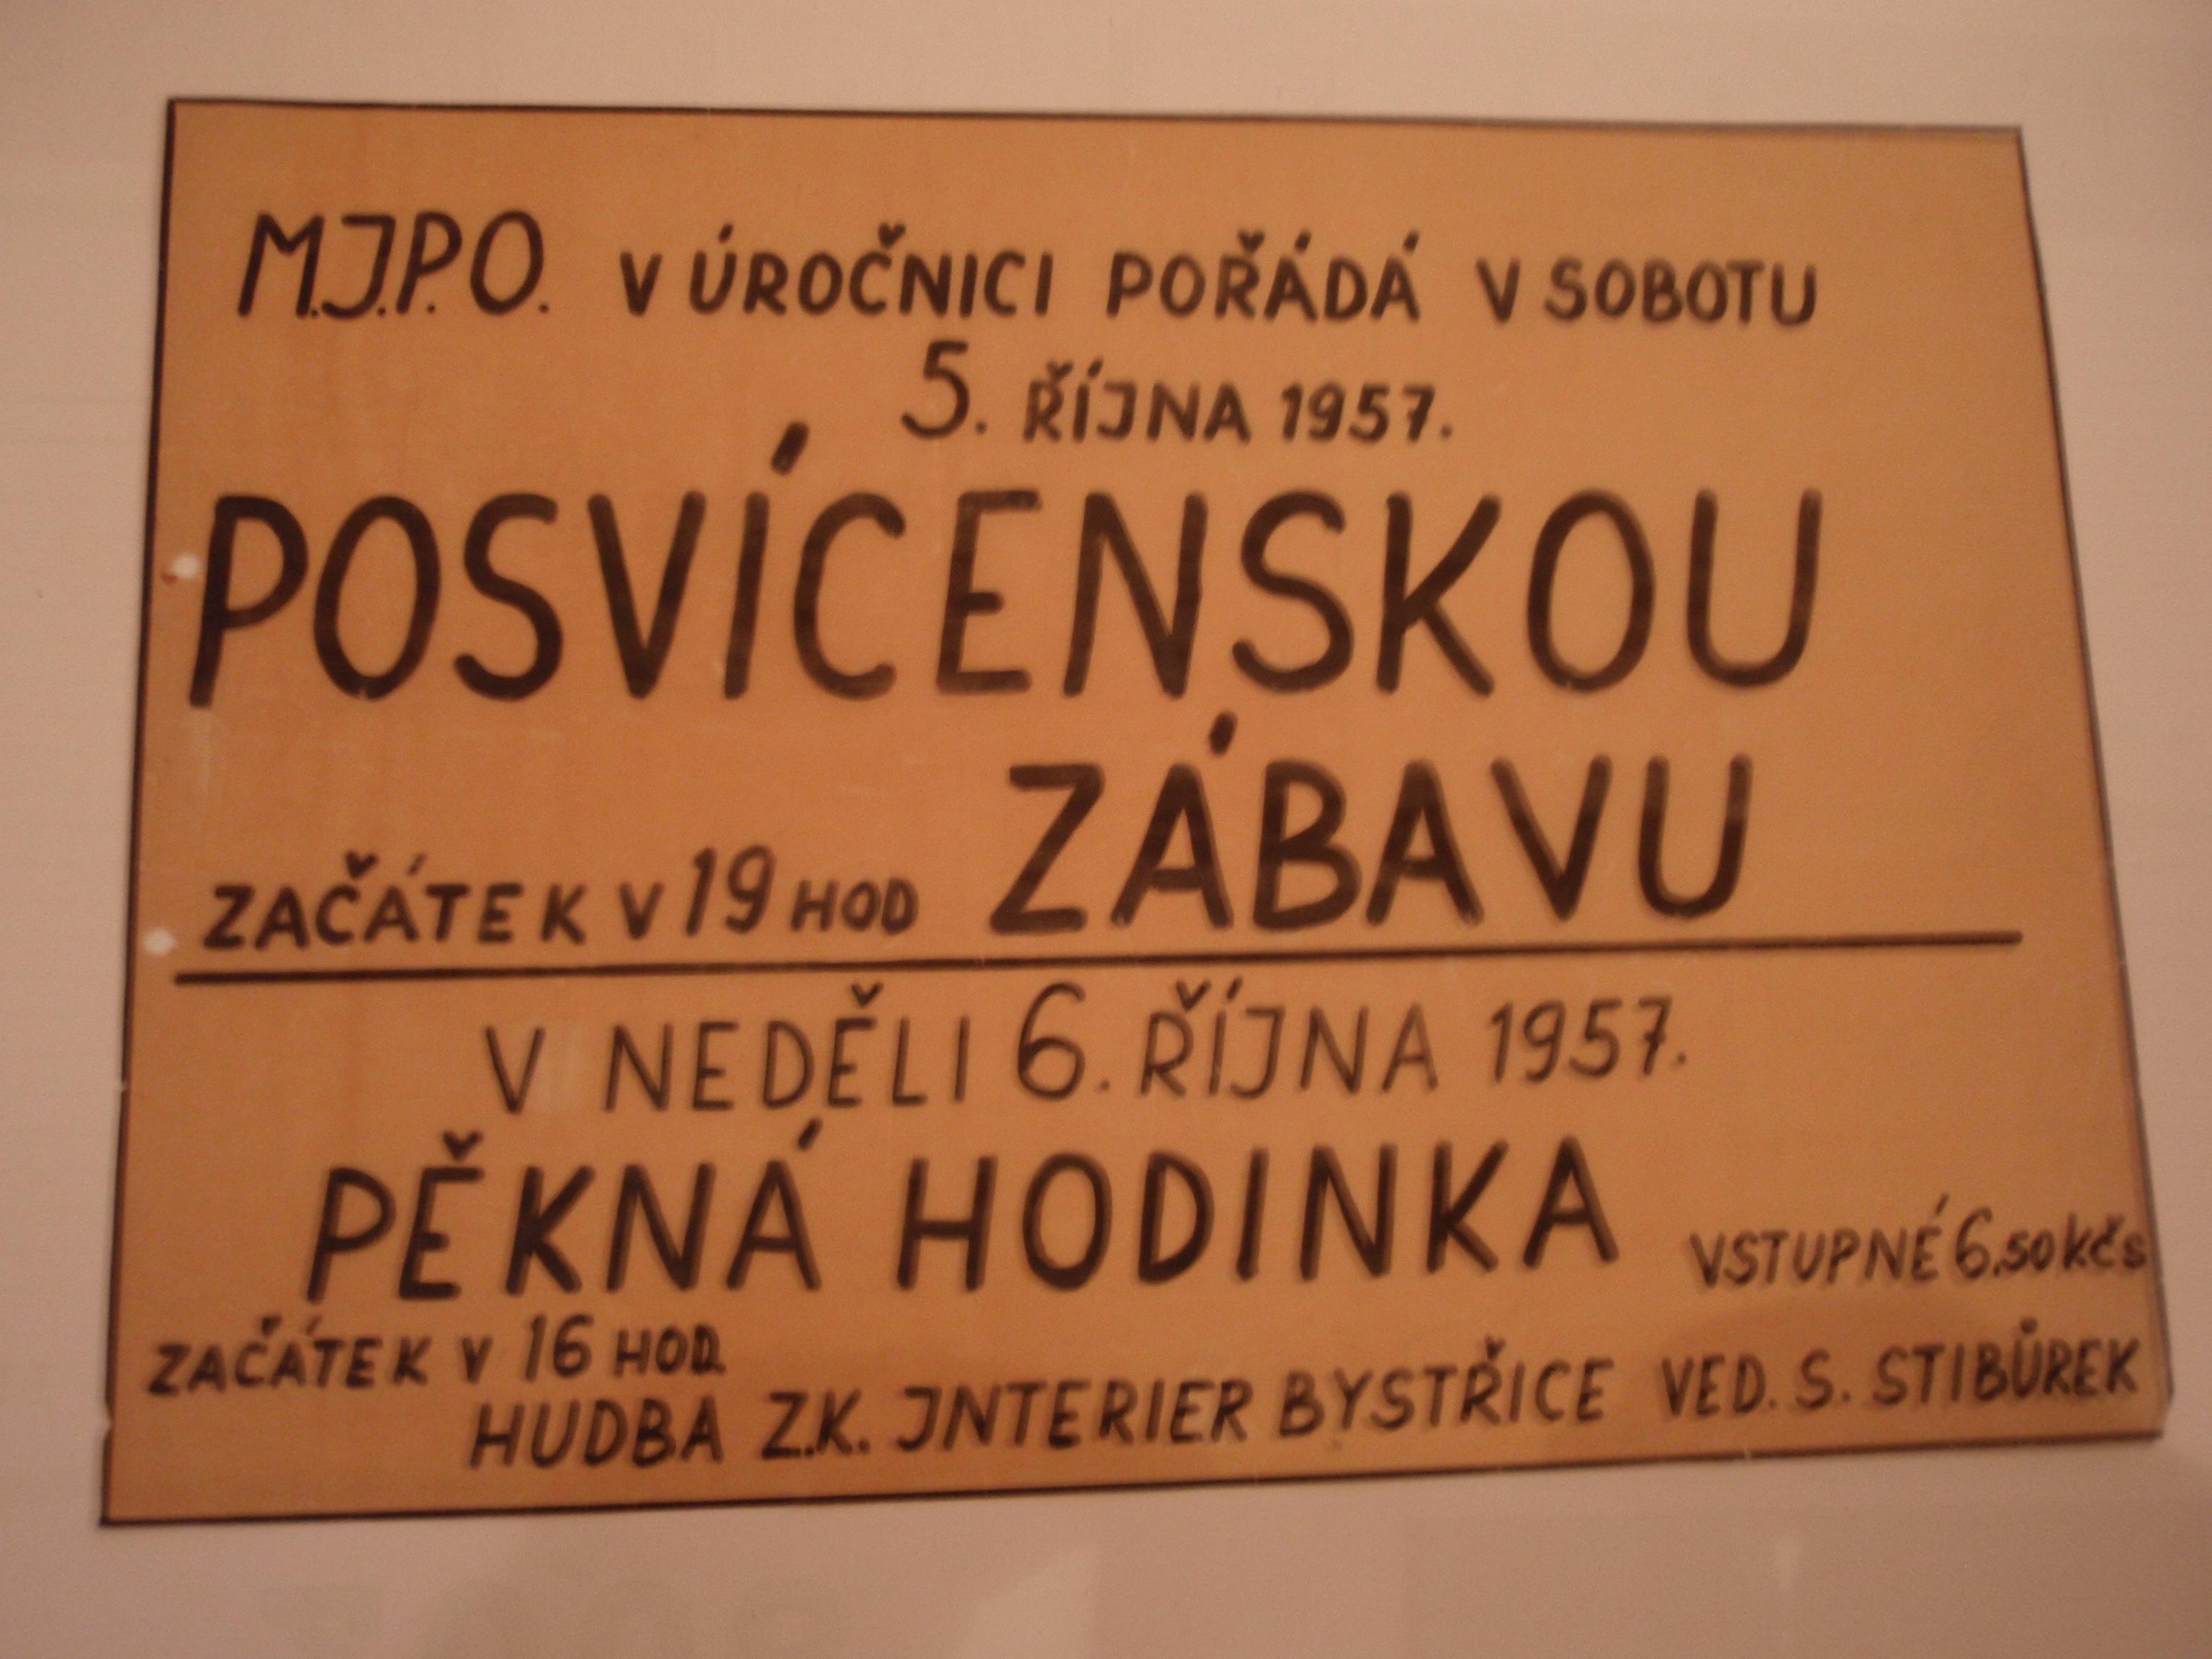 M.J.P.O. V ÚROČNICI POŘÁDÁ V SOBOTU
5. ŘÍJNA 1957.
POSVÍCENSKOU
ZÁBAVU
ZAČÁTEK V 19 HOD
V NEDĚLI 6. ŘÍJNA 1957.
PĚKNÁ HODINKA
VSTUPNÉ 6.50 kčs
ZAČÁTEK V 16 HOD.
HUDBA Z.K. JNTERIER BYSTŘICE VED. S. STIBŮREK